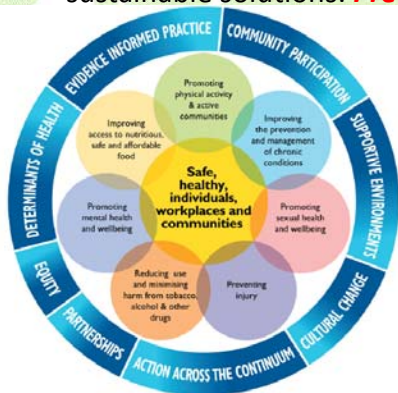 sustainable solutions.
EVIDENCE INFORMED PRACTICE
COMMUNITY PARTICIPATION
SUPPORTIVE ENVIRONMENTS
CULTURAL CHANGE
ACTION ACROSS THE CONTINUUM
PARTNERSHIPS
EQUITY
DETERMINANTS OF HEALTH
Promoting
physical activity
& active
communities
Improving
the prevention
and management
of chronic
conditions
Promoting
sexual health
and wellbeing
Preventing
injury
Reducing use
and minimising
harm from tobacco,
alcohol & other
drugs
Promoting
mental health
and wellbeing
Improving
access to nutritious,
safe and affordable
food
Safe,
healthy,
individuals,
workplaces and
communities